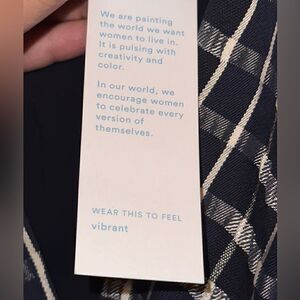 We are painting
the world we want
women to live in.
It is pulsing with
creativity and
color.
In our world, we
encourage women
to celebrate every
version of
themselves.
WEAR THIS TO FEEL
vibrant